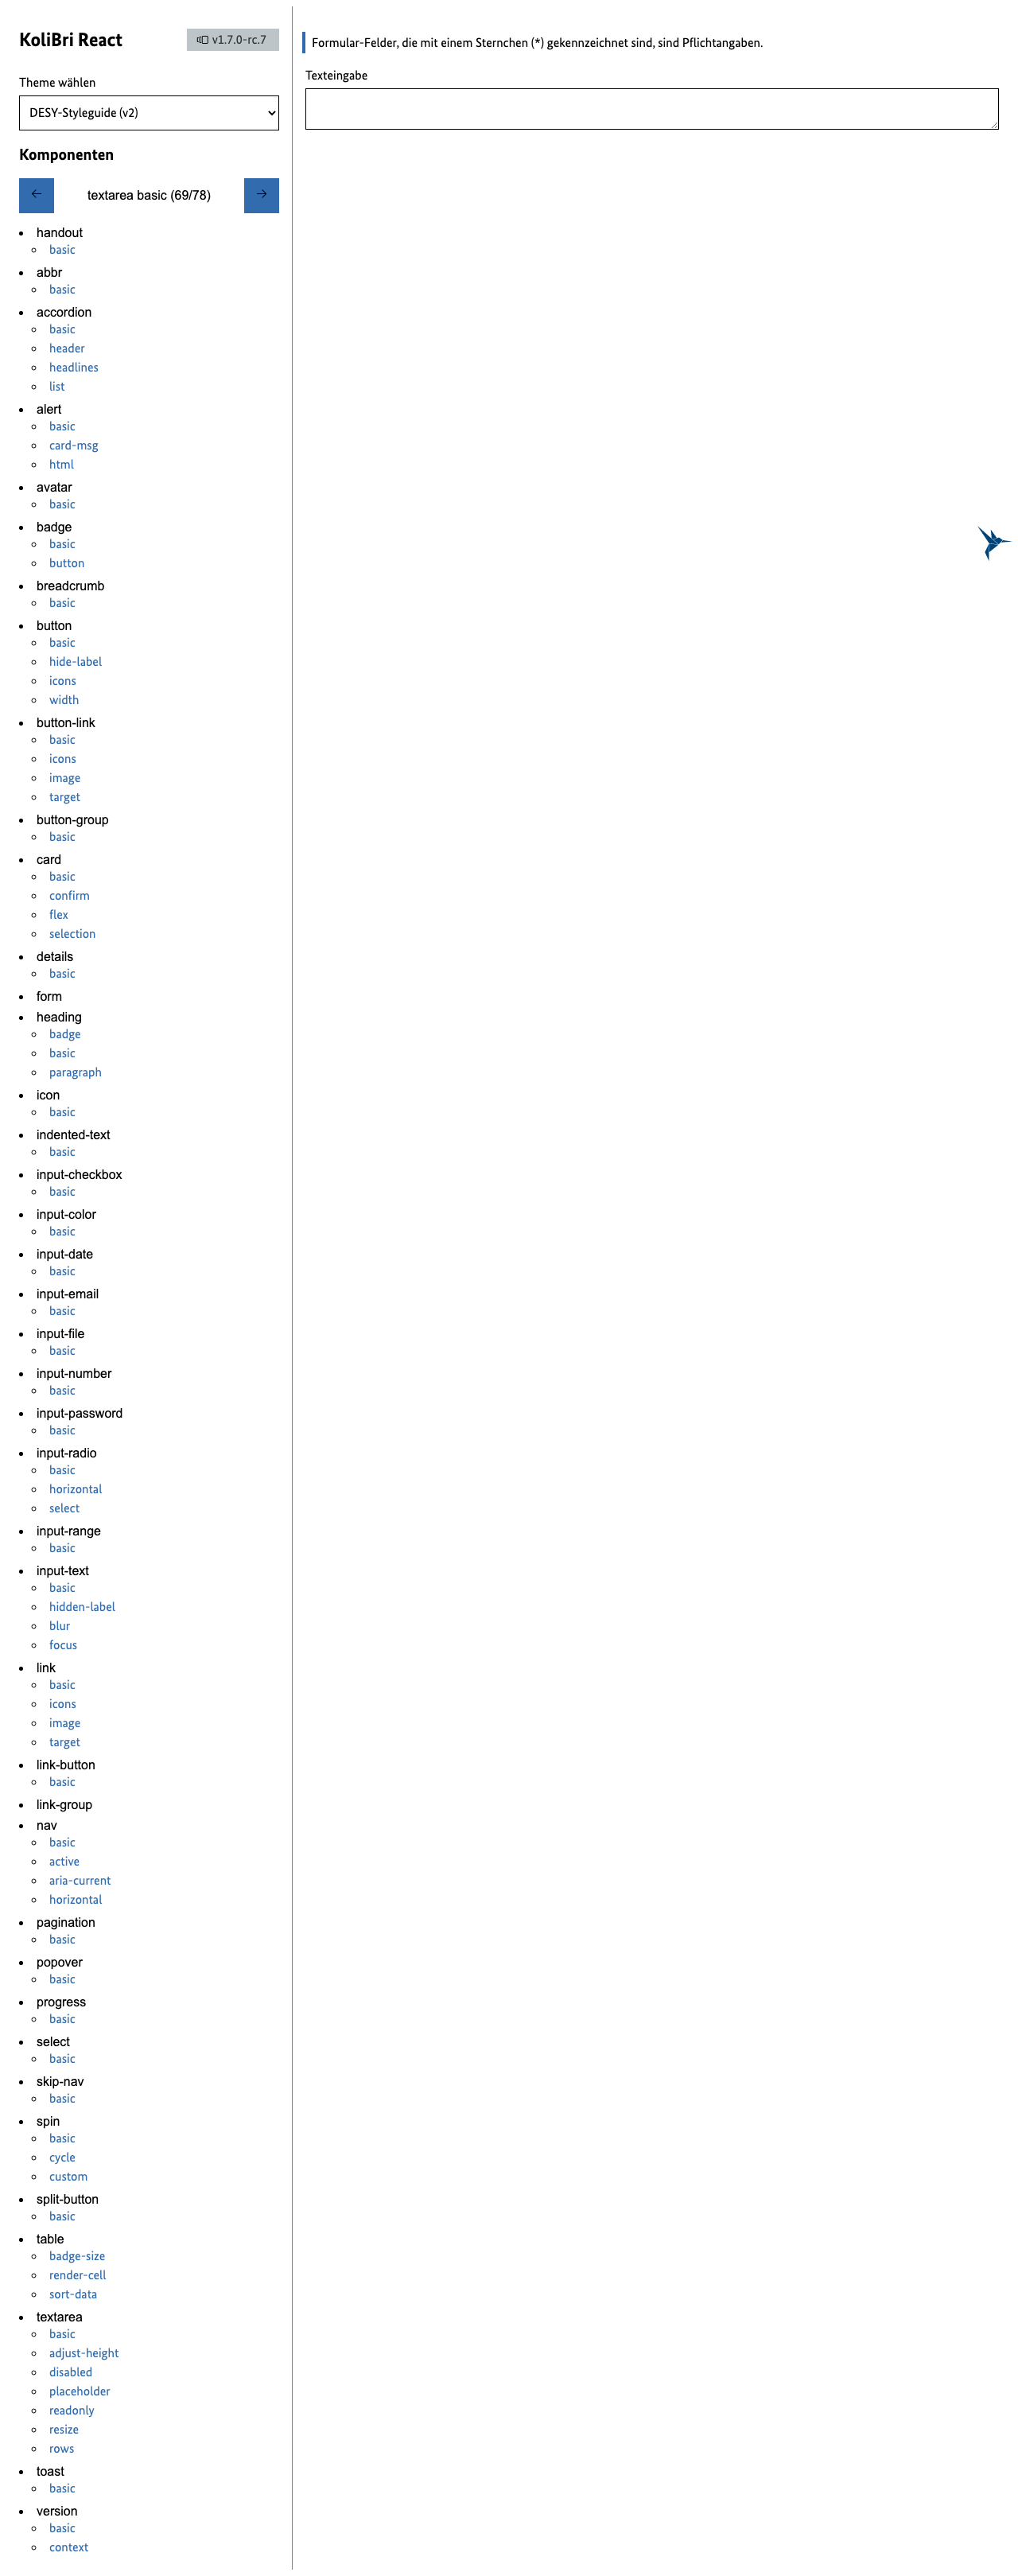 KoliBri React
v1.7.0-rc.7
Theme wählen
DESY-Styleguide (v2)
Komponenten
textarea basic (69/78)
handout
basic
abbr
basic
accordion
basic
header
headlines
list
alert
basic
card-msg
html
avatar
basic
badge
basic
button
breadcrumb
basic
button
basic
hide-label
icons
width
button-link
basic
icons
image
target
button-group
basic
card
basic
confirm
flex
selection
details
basic
form
heading
badge
basic
paragraph
icon
basic
indented-text
basic
input-checkbox
basic
input-color
basic
input-date
basic
input-email
basic
input-file
basic
input-number
basic
input-password
basic
input-radio
basic
horizontal
select
input-range
basic
input-text
basic
hidden-label
blur
focus
link
basic
icons
image
target
link-button
basic
link-group
nav
basic
active
aria-current
horizontal
pagination
basic
popover
basic
progress
basic
select
basic
skip-nav
basic
spin
basic
cycle
custom
split-button
basic
table
badge-size
render-cell
sort-data
textarea
basic
adjust-height
disabled
placeholder
readonly
resize
rows
toast
basic
version
basic
context
Formular-Felder, die mit einem Sternchen (*) gekennzeichnet sind, sind Pflichtangaben.
Texteingabe